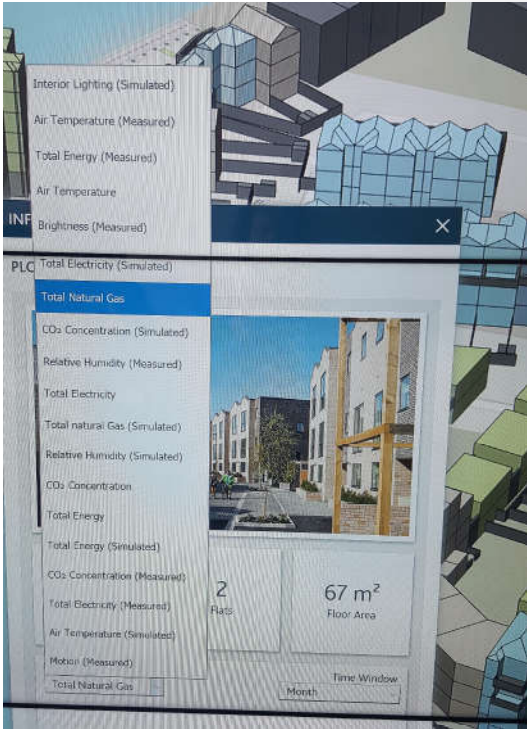 Interior Lighting (Simulated)
Air Temperature (Measured)
Total Energy (Measured)
Air Temperature
Brightness (Measured)
INF
Total Electricity (Simulated)
PLO
Total Natural Gas
CO₂ Concentration (Simulated)
Relative Humidity (Measured)
Total Electricity
Total natural Gas (Simulated)
Relative Humidity (Simulated)
CO₂ Concentration
Total Energy
Total Energy (Simulated)
CO₂ Concentration (Measured)
Total Electricity (Measured)
Air Temperature (Simulated)
Motion (Measured)
2
Flats
67 m²
Floor Area
Total Natural Gas
Time Window
Month